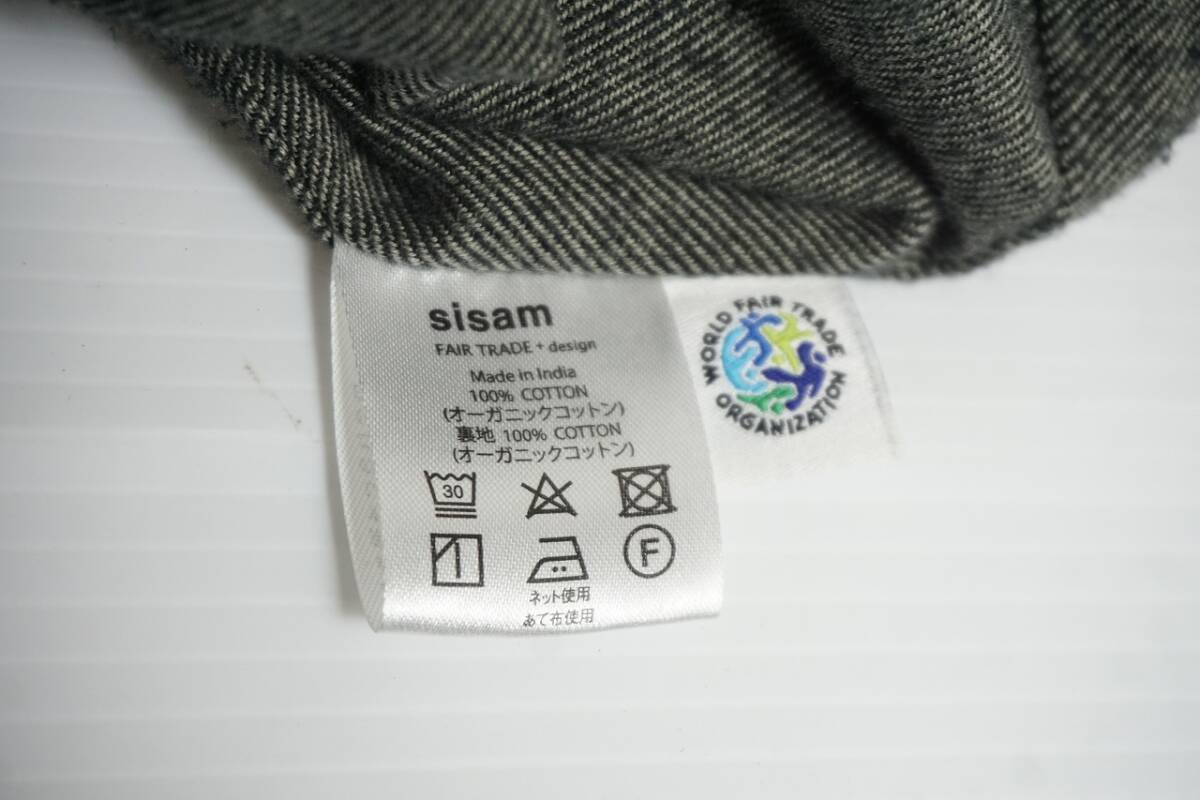 sisam
FAIR TRADE + design
Made in India
100% COTTON
(オーガニックコットン)
裏地 100% COTTON
(オーガニックコットン)
30
F
ネット使用
あて布使用
WORLD FAIR TRADE
ORGANIZATION